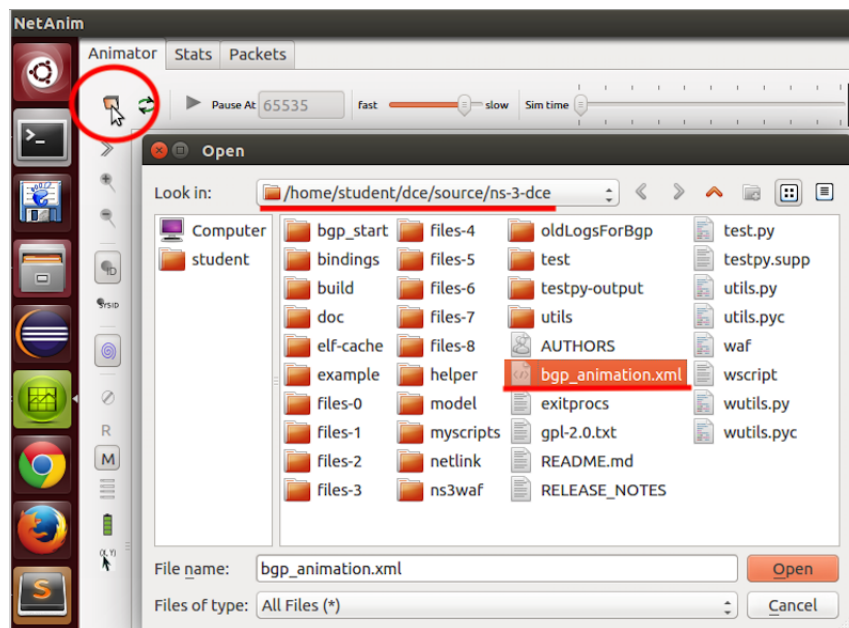 NetAnim
Animator Stats Packets
Pause At 65535 fast slow Sim time
Open
Look in: /home/student/dce/source/ns-3-dce
Computer
student
bgp_start
bindings
build
doc
elf-cache
example
files-0
files-1
files-2
files-3
files-4
files-5
files-6
files-7
files-8
helper
model
myscripts
netlink
ns3waf
oldLogsForBgp
test
testpy-output
utils
AUTHORS
bgp_animation.xml
exitprocs
gpl-2.0.txt
README.md
RELEASE_NOTES
test.py
testpy.supp
utils.py
utils.pyc
waf
wscript
wutils.py
wutils.pyc
ID
SYSID
R
M
(X, Y)
File name: bgp_animation.xml Open
Files of type: All Files (*) Cancel